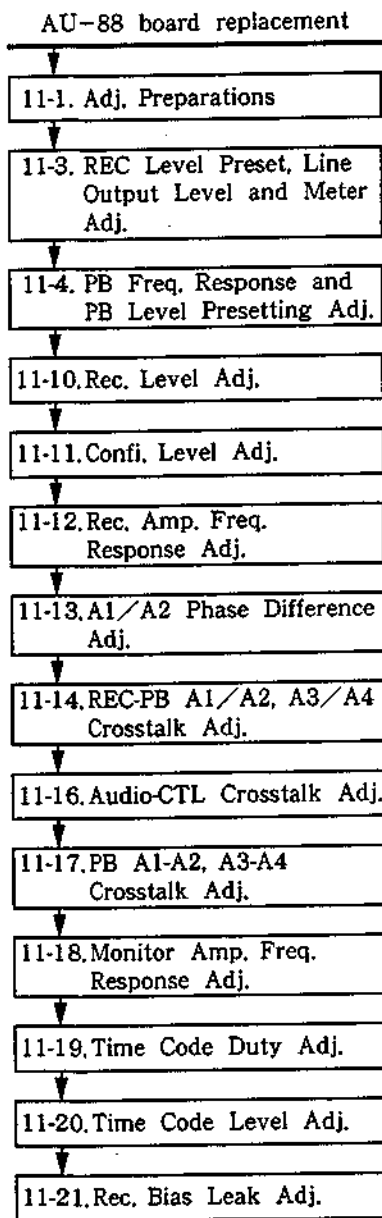 AU-88 board replacement
11-1. Adj. Preparations
11-3. REC Level Preset, Line
Output Level and Meter
Adj.
11-4. PB Freq. Response and
PB Level Presetting Adj.
11-10. Rec. Level Adj.
11-11. Confi. Level Adj.
11-12. Rec. Amp. Freq.
Response Adj.
11-13. A1/A2 Phase Difference
Adj.
11-14. REC-PB A1/A2, A3/A4
Crosstalk Adj.
11-16. Audio-CTL Crosstalk Adj.
11-17. PB A1-A2, A3-A4
Crosstalk Adj.
11-18. Monitor Amp. Freq.
Response Adj.
11-19. Time Code Duty Adj.
11-20. Time Code Level Adj.
11-21. Rec. Bias Leak Adj.